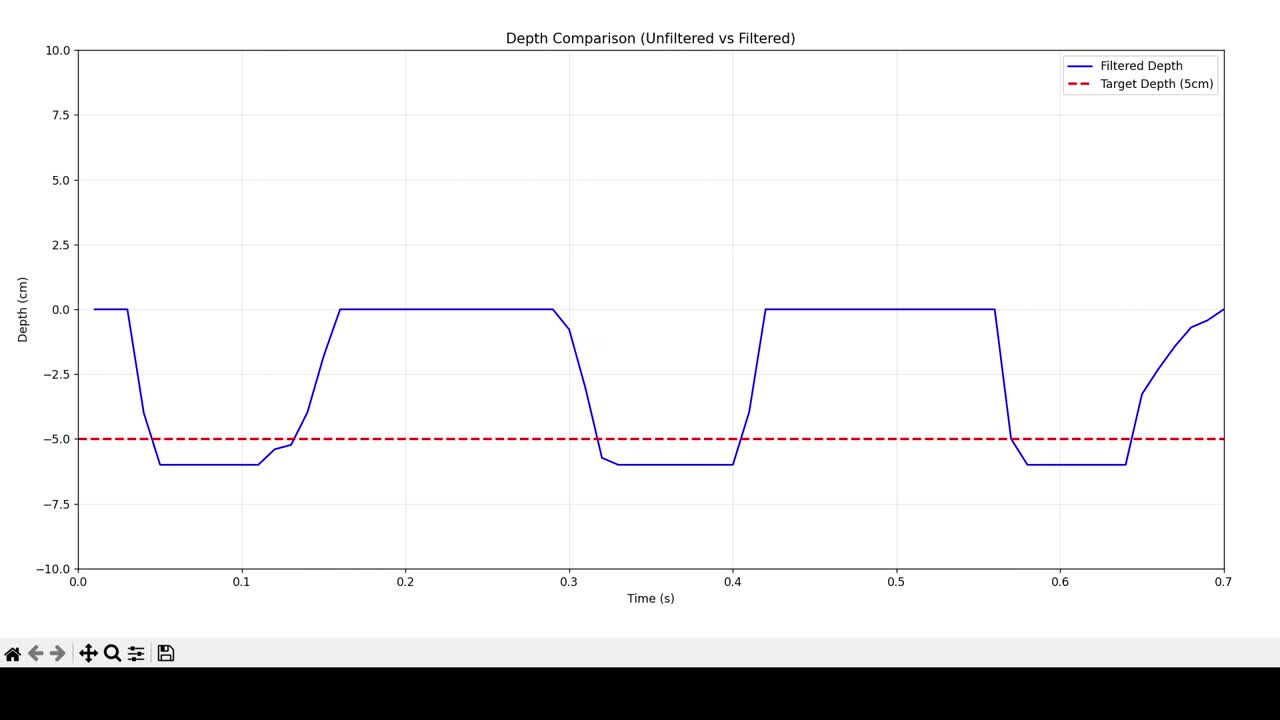 Depth Comparison (Unfiltered vs Filtered)
10.0
7.5
5.0
2.5
0.0
−2.5
−5.0
−7.5
−10.0
Depth (cm)
Filtered Depth
Target Depth (5cm)
0.0 0.1 0.2 0.3 0.4 0.5 0.6 0.7
Time (s)